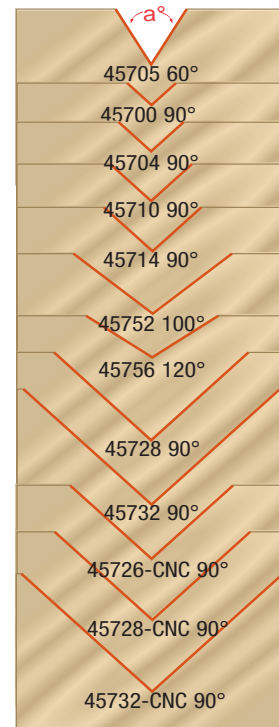 a°
45705 60°
45700 90°
45704 90°
45710 90°
45714 90°
45752 100°
45756 120°
45728 90°
45732 90°
45726-CNC 90°
45728-CNC 90°
45732-CNC 90°